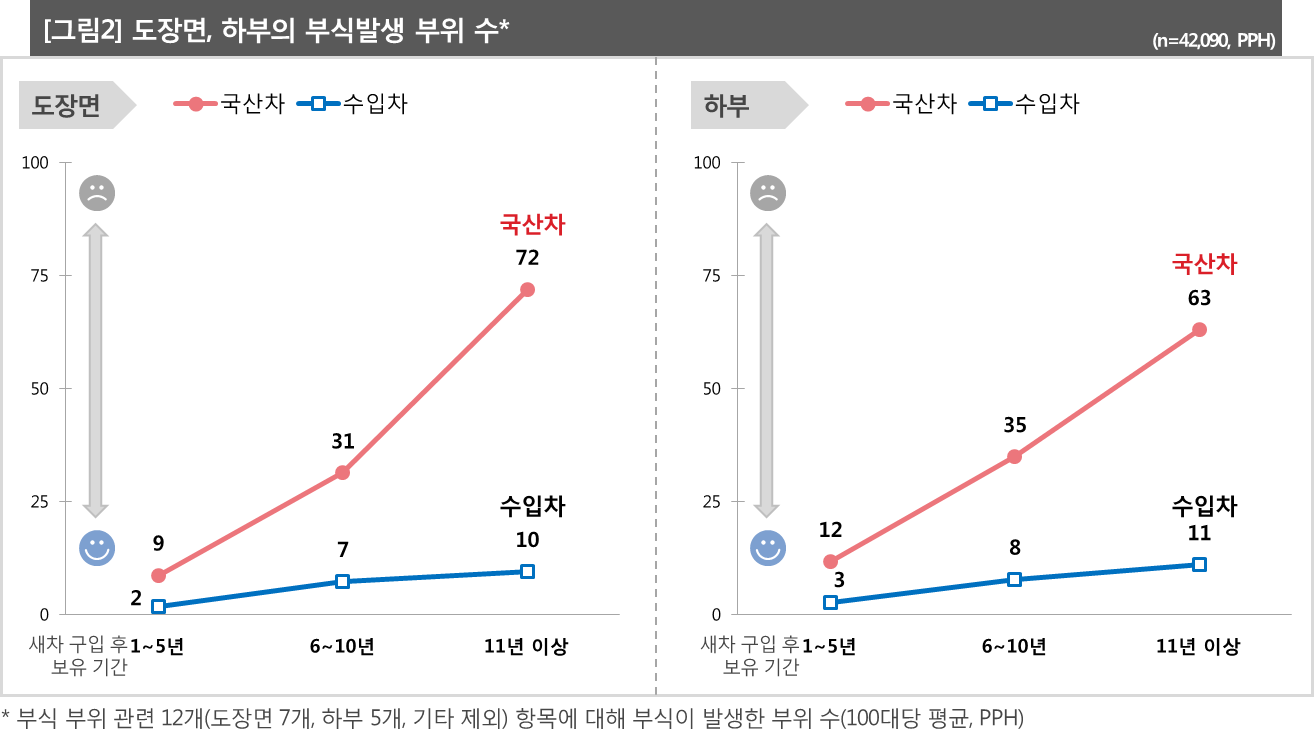 [그림2] 도장면, 하부의 부식발생 부위 수*
(n=42,090, PPH)
도장면
국산차 수입차
100
75
50
25
0
국산차
72
31
9
수입차
10
7
2
새차 구입 후
보유 기간
1~5년 6~10년 11년 이상
하부
국산차 수입차
100
75
50
25
0
국산차
63
35
12
수입차
11
8
3
새차 구입 후
보유 기간
1~5년 6~10년 11년 이상
* 부식 부위 관련 12개(도장면 7개, 하부 5개, 기타 제외) 항목에 대해 부식이 발생한 부위 수(100대당 평균, PPH)